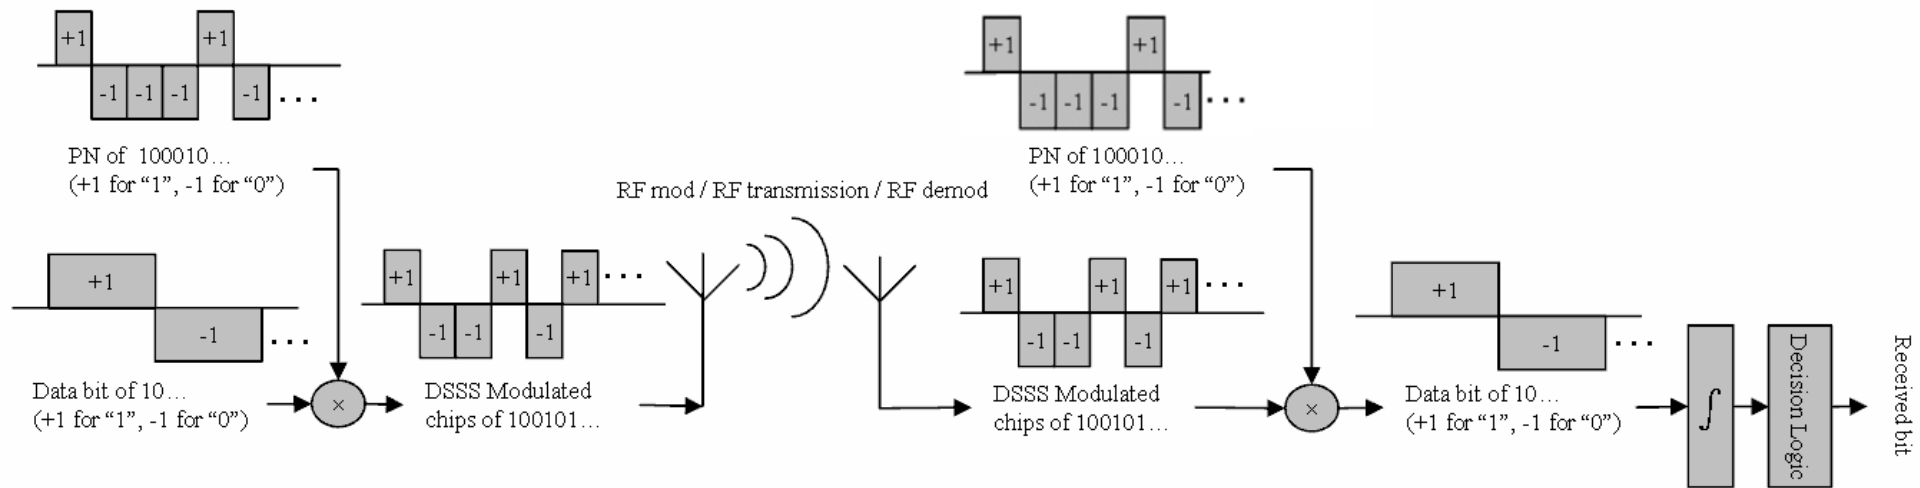 +1 +1
-1 -1 -1 -1 ...
PN of 100010…
(+1 for “1”, -1 for “0”)
+1
-1 ...
Data bit of 10…
(+1 for “1”, -1 for “0”)
×
+1 +1 +1 ...
-1 -1 -1
DSSS Modulated
chips of 100101…
RF mod / RF transmission / RF demod
+1 +1
-1 -1 -1 -1 ...
PN of 100010…
(+1 for “1”, -1 for “0”)
+1 +1 +1 ...
-1 -1 -1
DSSS Modulated
chips of 100101…
×
+1
-1 ...
Data bit of 10…
(+1 for “1”, -1 for “0”)
∫
Decision Logic
Received bit